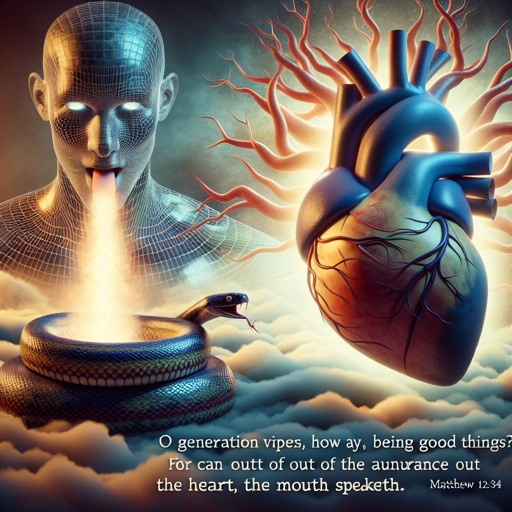 O generation vipes, how ay, being good things?
For can outt of out of the aunurance out
the heart, the mouth spedketh.
Matthew 12:34